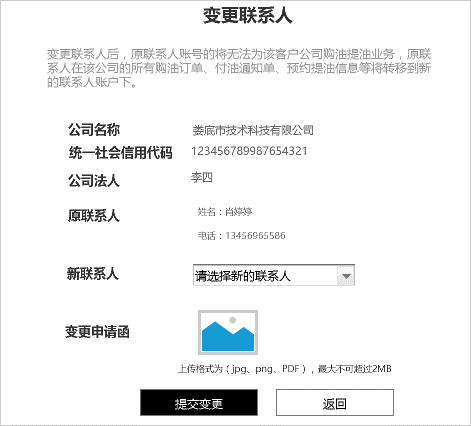 变更联系人
变更联系人后，原联系人账号的将无法为该客户公司购油提油业务，原联
系人在该公司的所有购油订单、付油通知单、预约提油信息等将转移到新
的联系人账户下。
公司名称 娄底市技术科技有限公司
统一社会信用代码 123456789987654321
公司法人 李四
原联系人 姓名：肖婷婷
电话：13456965586
新联系人 请选择新的联系人
变更申请函
上传格式为（jpg、png、PDF），最大不可超过2MB
提交变更 返回